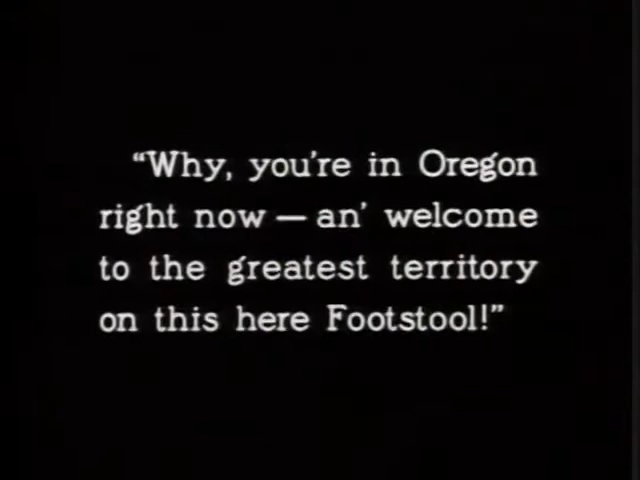 “Why, you’re in Oregon
right now — an’ welcome
to the greatest territory
on this here Footstool!”